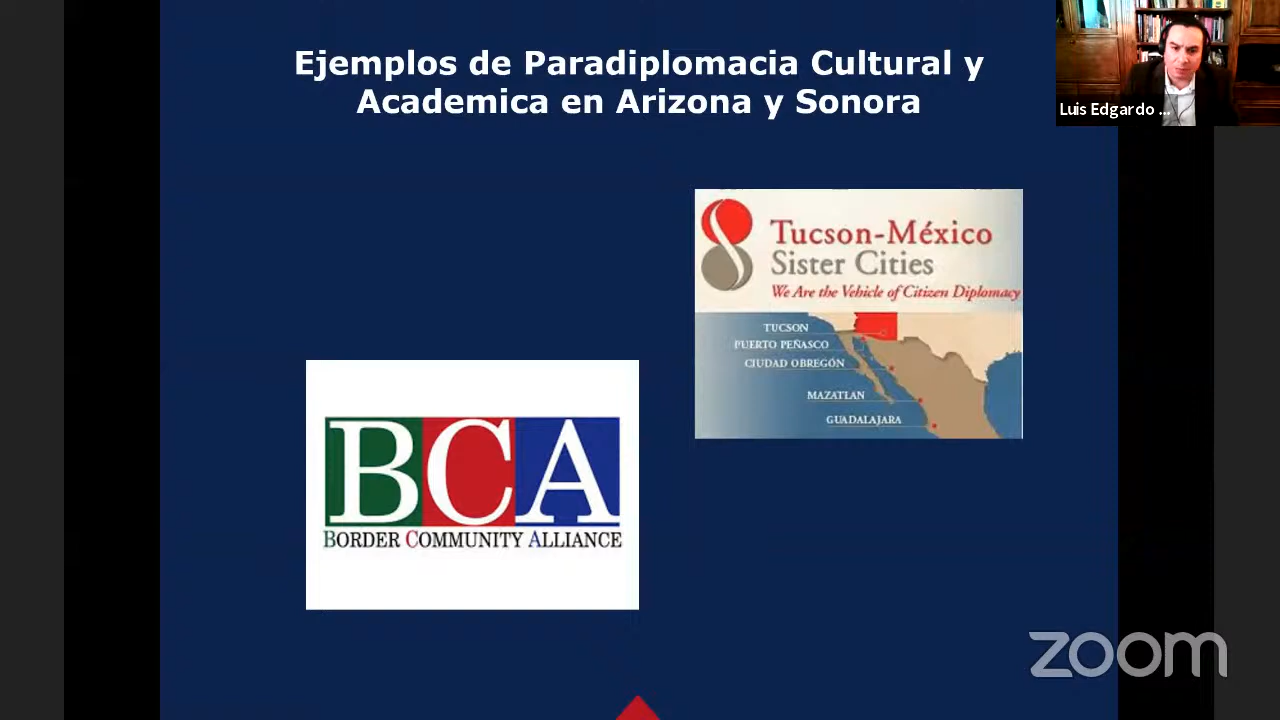 Ejemplos de Paradiplomacia Cultural y
Academica en Arizona y Sonora
Luis Edgardo ...
Tucson-México
Sister Cities
We Are the Vehicle of Citizen Diplomacy
TUCSON
PUERTO PEÑASCO
CIUDAD OBREGÓN
MAZATLAN
GUADALAJARA
BCA
BORDER COMMUNITY ALLIANCE
zoom